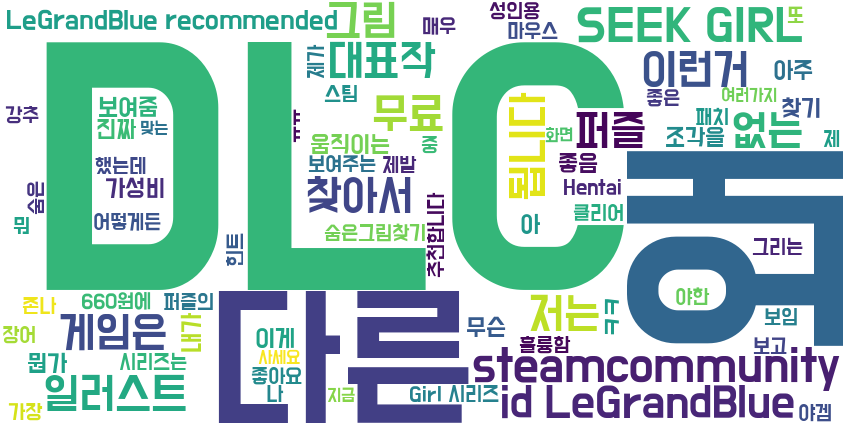 LeGrandBlue recommended
그림
매우
성인용
마우스
SEEK GIRL
또
DLC
제가
대표작
스팀
이런거
좋은
아주
여러가지
찾기
강추
보여줌
진짜
맞는
무료
됩니다
퍼즐
화면
패치
조각을
없는
제
움직이는
중
보여주는
제발
좋음
했는데
가성비
찾아서
Hentai
숨은
뭐
어떻게든
힌트
숨은그림찾기
추천합니다
아
클리어
여
그리는
야한
존나
660원에
퍼즐의
다른
저는
ㅋㅋ
보임
장어
게임은
내가
이게
무슨
훌륭함
보고
뭔가
시리즈는
사세요
좋아요
steamcommunity
일러스트
나
지금
Girl 시리즈
id LeGrandBlue
가장
야겜